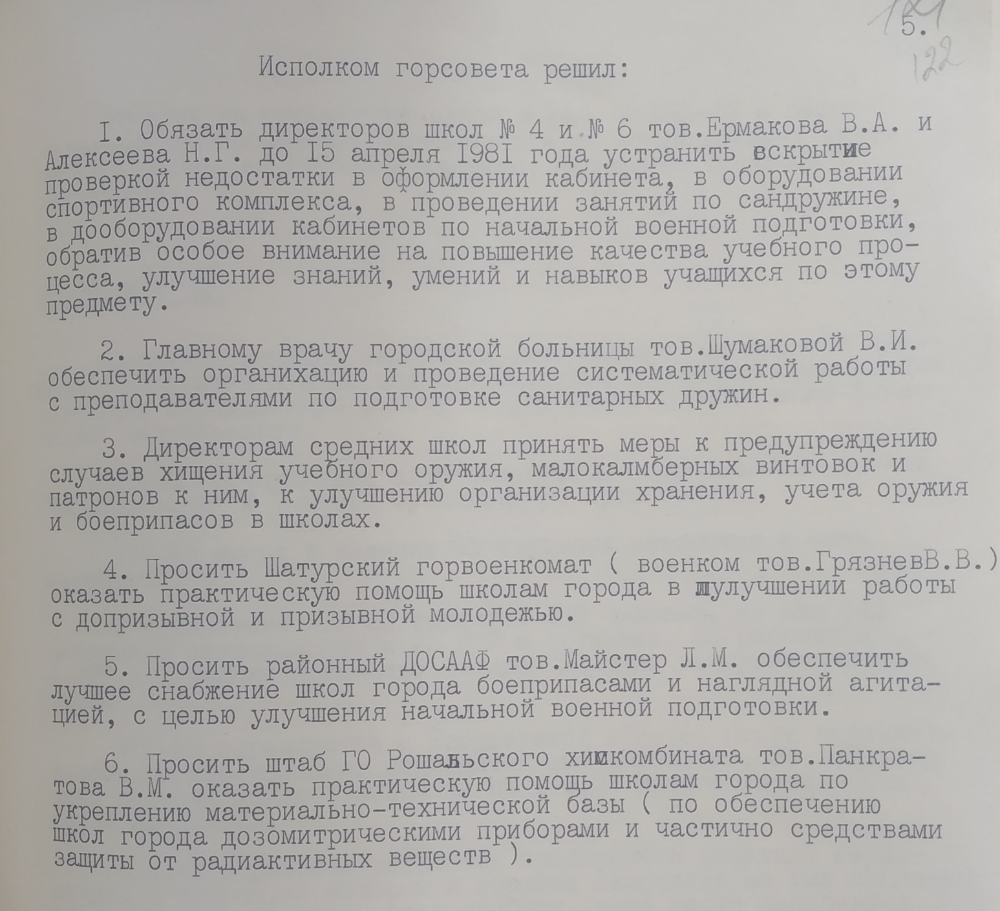 5.
122
Исполком горсовета решил:
I. Обязать директоров школ № 4 и № 6 тов.Ермакова В.А. и
Алексеева Н.Г. до I5 апреля I98I года устранить вскрытие
проверкой недостатки в оформлении кабинета, в оборудовании
спортивного комплекса, в проведении занятий по сандружине,
в дооборудовании кабинетов по начальной военной подготовки,
обратив особое внимание на повышение качества учебного про-
цесса, улучшение знаний, умений и навыков учащихся по этому
предмету.
2. Главному врачу городской больницы тов.Шумаковой В.И.
обеспечить органихацию и проведение систематической работы
с преподавателями по подготовке санитарных дружин.
3. Директорам средних школ принять меры к предупреждению
случаев хищения учебного оружия, малокалмберных винтовок и
патронов к ним, к улучшению организации хранения, учета оружия
и боеприпасов в школах.
4. Просить Шатурский горвоенкомат ( военком тов.ГрязневВ.В.)
оказать практическую помощь школам города в улучшении работы
с допризывной и призывной молодежью.
5. Просить районный ДОСААФ тов.Майстер Л.М. обеспечить
лучшее снабжение школ города боеприпасами и наглядной агита-
цией, с целью улучшения начальной военной подготовки.
6. Просить штаб ГО Рошальского химкомбината тов.Панкра-
това В.М. оказать практическую помощь школам города по
укреплению материально-технической базы ( по обеспечению
школ города дозомитрическими приборами и частично средствами
защиты от радиактивных веществ ).